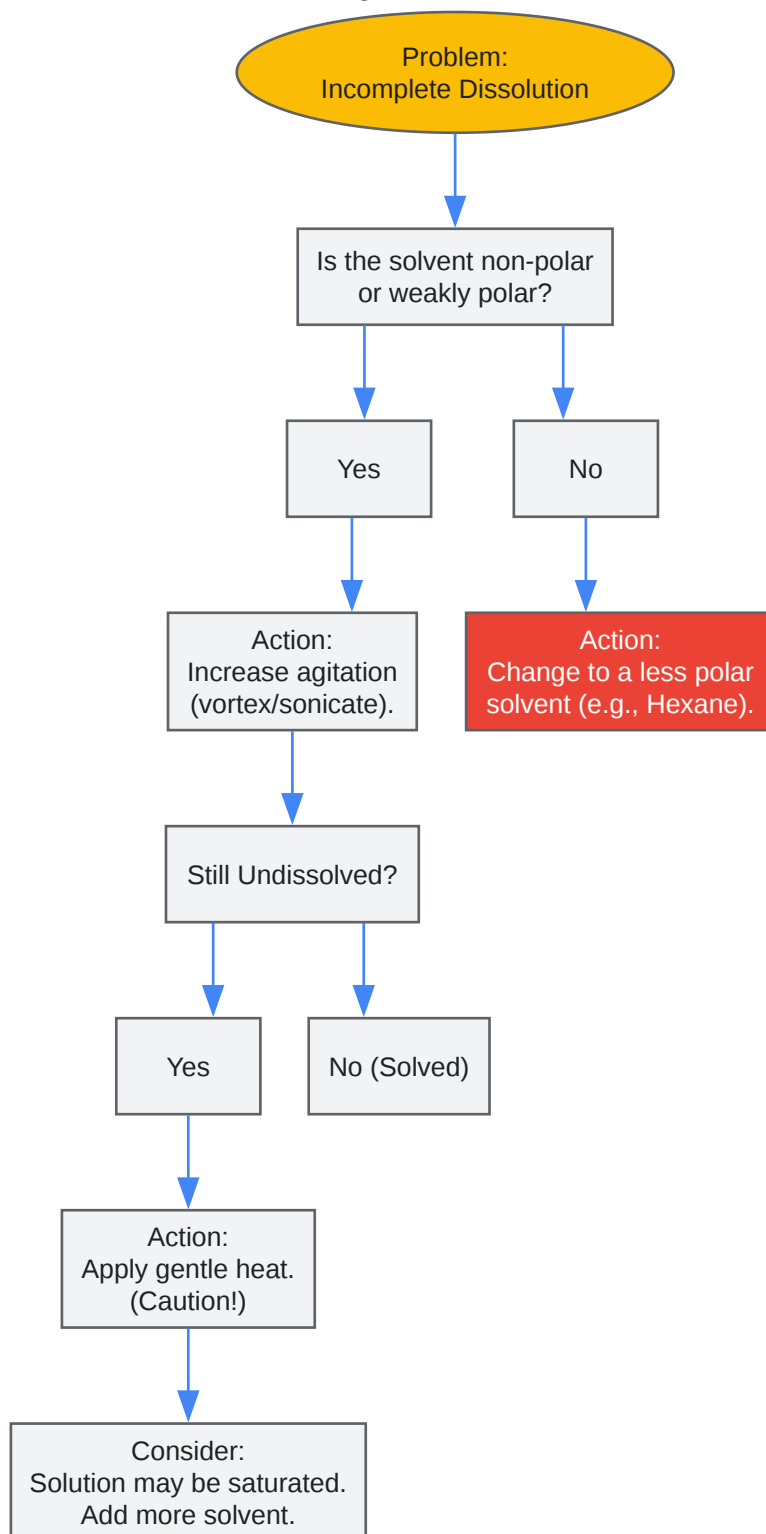 Problem:
Incomplete Dissolution
Is the solvent non-polar
or weakly polar?
Yes
No
Action:
Increase agitation
(vortex/sonicate).
Action:
Change to a less polar
solvent (e.g., Hexane).
Still Undissolved?
Yes
No (Solved)
Action:
Apply gentle heat.
(Caution!)
Consider:
Solution may be saturated.
Add more solvent.